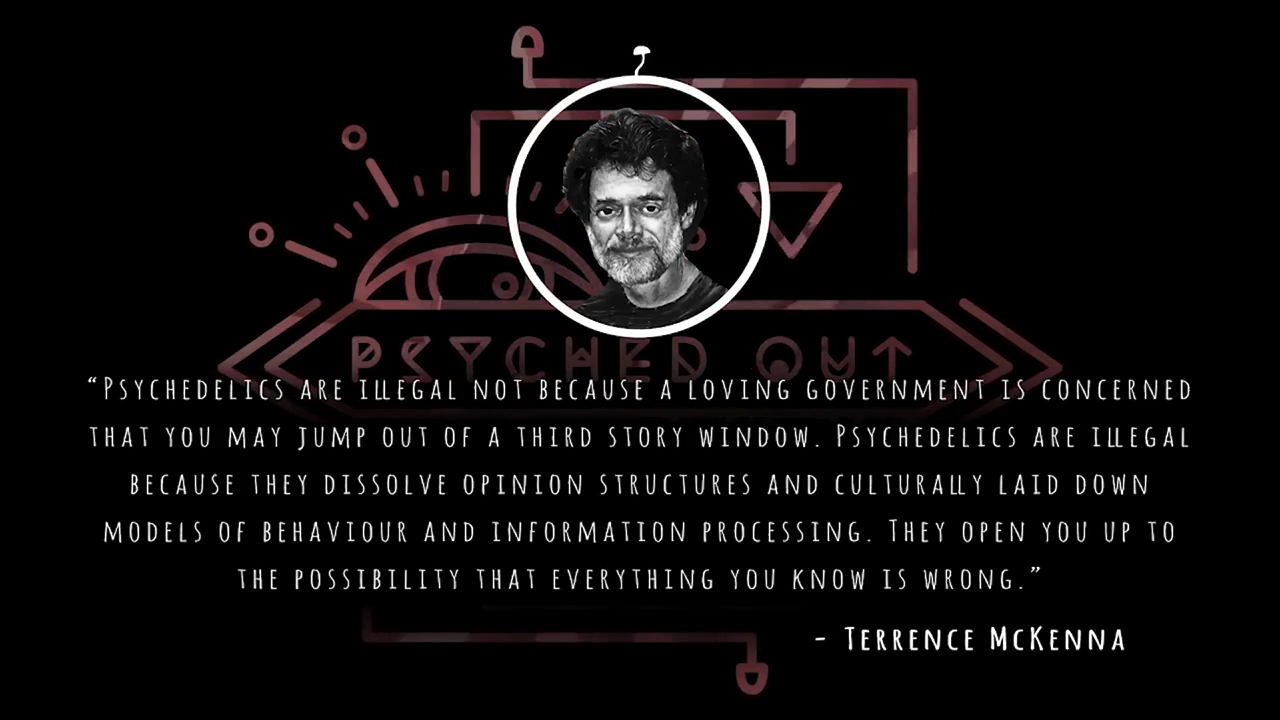 PSYCHED OUT
“PSYCHEDELICS ARE ILLEGAL NOT BECAUSE A LOVING GOVERNMENT IS CONCERNED
THAT YOU MAY JUMP OUT OF A THIRD STORY WINDOW. PSYCHEDELICS ARE ILLEGAL
BECAUSE THEY DISSOLVE OPINION STRUCTURES AND CULTURALLY LAID DOWN
MODELS OF BEHAVIOUR AND INFORMATION PROCESSING. THEY OPEN YOU UP TO
THE POSSIBILITY THAT EVERYTHING YOU KNOW IS WRONG.”
- TERRENCE MCKENNA